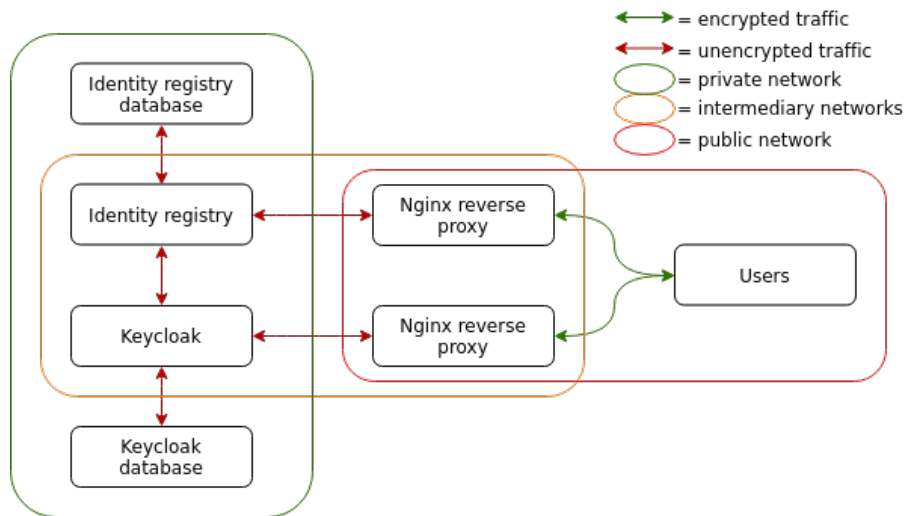 = encrypted traffic
= unencrypted traffic
= private network
= intermediary networks
= public network
Identity registry
database
Identity registry
Nginx reverse
proxy
Users
Keycloak
Nginx reverse
proxy
Keycloak
database